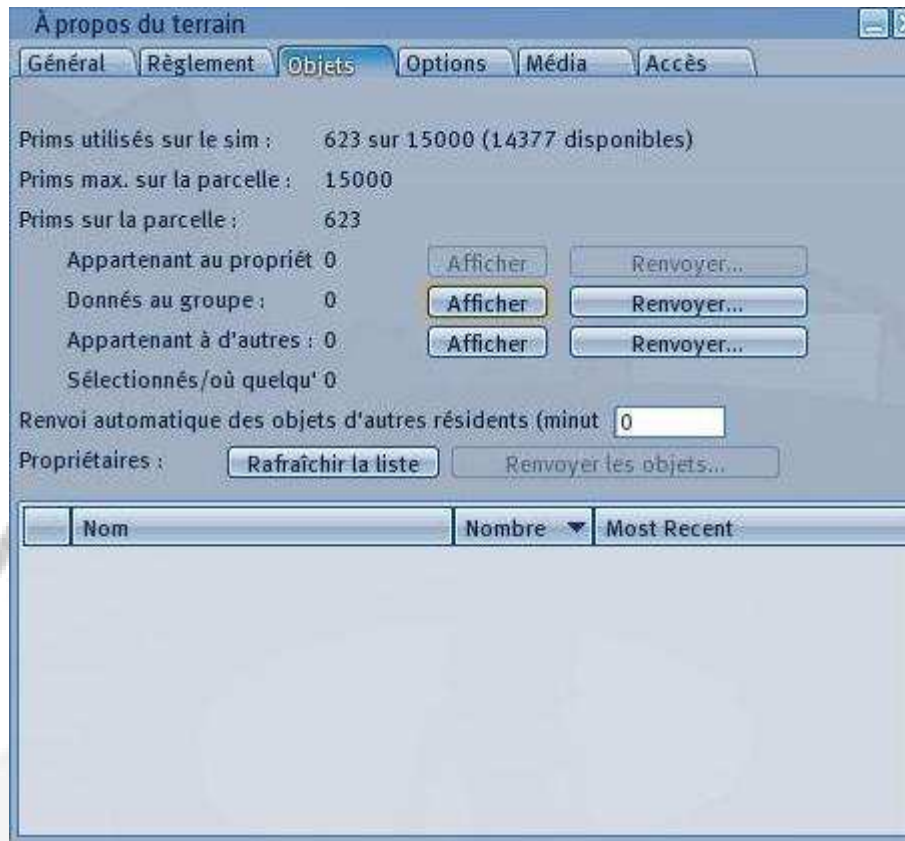 À propos du terrain
Général Règlement Objets Options Média Accès
Prims utilisés sur le sim : 623 sur 15000 (14377 disponibles)
Prims max. sur la parcelle : 15000
Prims sur la parcelle : 623
Appartenant au propriét 0 Afficher Renvoyer...
Donnés au groupe : 0 Afficher Renvoyer...
Appartenant à d'autres : 0 Afficher Renvoyer...
Sélectionnés/où quelqu' 0
Renvoi automatique des objets d'autres résidents (minut 0
Propriétaires : Rafraîchir la liste Renvoyer les objets...
Nom Nombre Most Recent